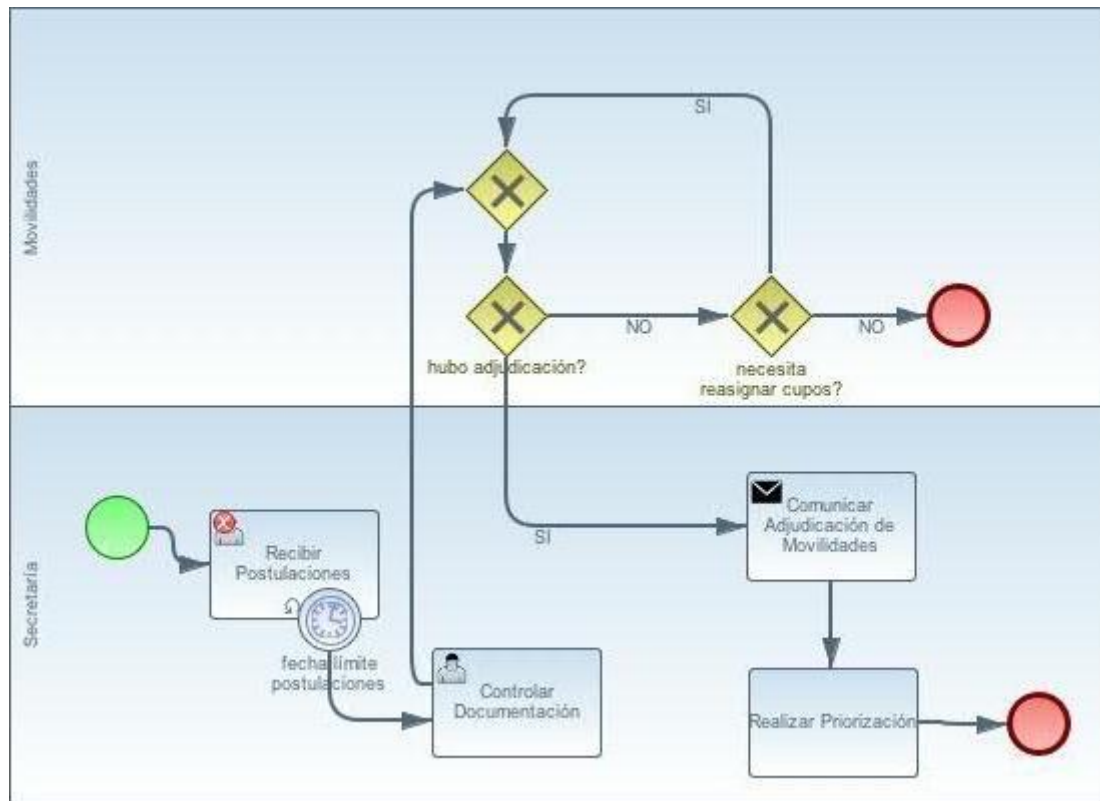 Movilidades
SI
NO
NO
hubo adjudicación?
necesita
reasignar cupos?
Secretaría
Recibir
Postulaciones
fecha límite
postulaciones
Controlar
Documentación
SI
Comunicar
Adjudicación de
Movilidades
Realizar Priorización